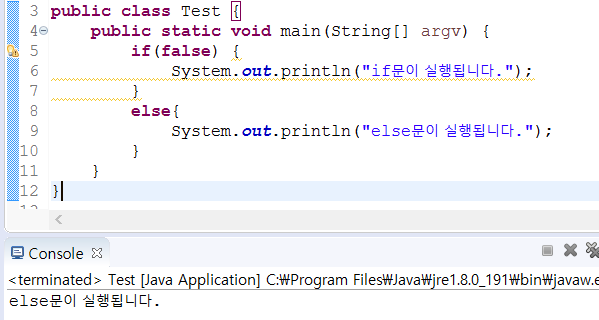 3 public class Test {
4 public static void main(String[] argv) {
5 if(false) {
6 System.out.println("if문이 실행됩니다.");
7 }
8 else{
9 System.out.println("else문이 실행됩니다.");
10 }
11 }
12 }
Console
<terminated> Test [Java Application] C:₩Program Files₩Java₩jre1.8.0_191₩bin₩javaw.e
else문이 실행됩니다.